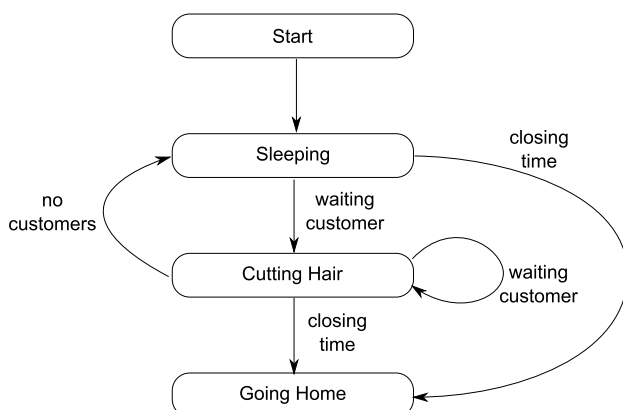 Start
Sleeping
closing
time
no
customers
waiting
customer
Cutting Hair
waiting
customer
closing
time
Going Home